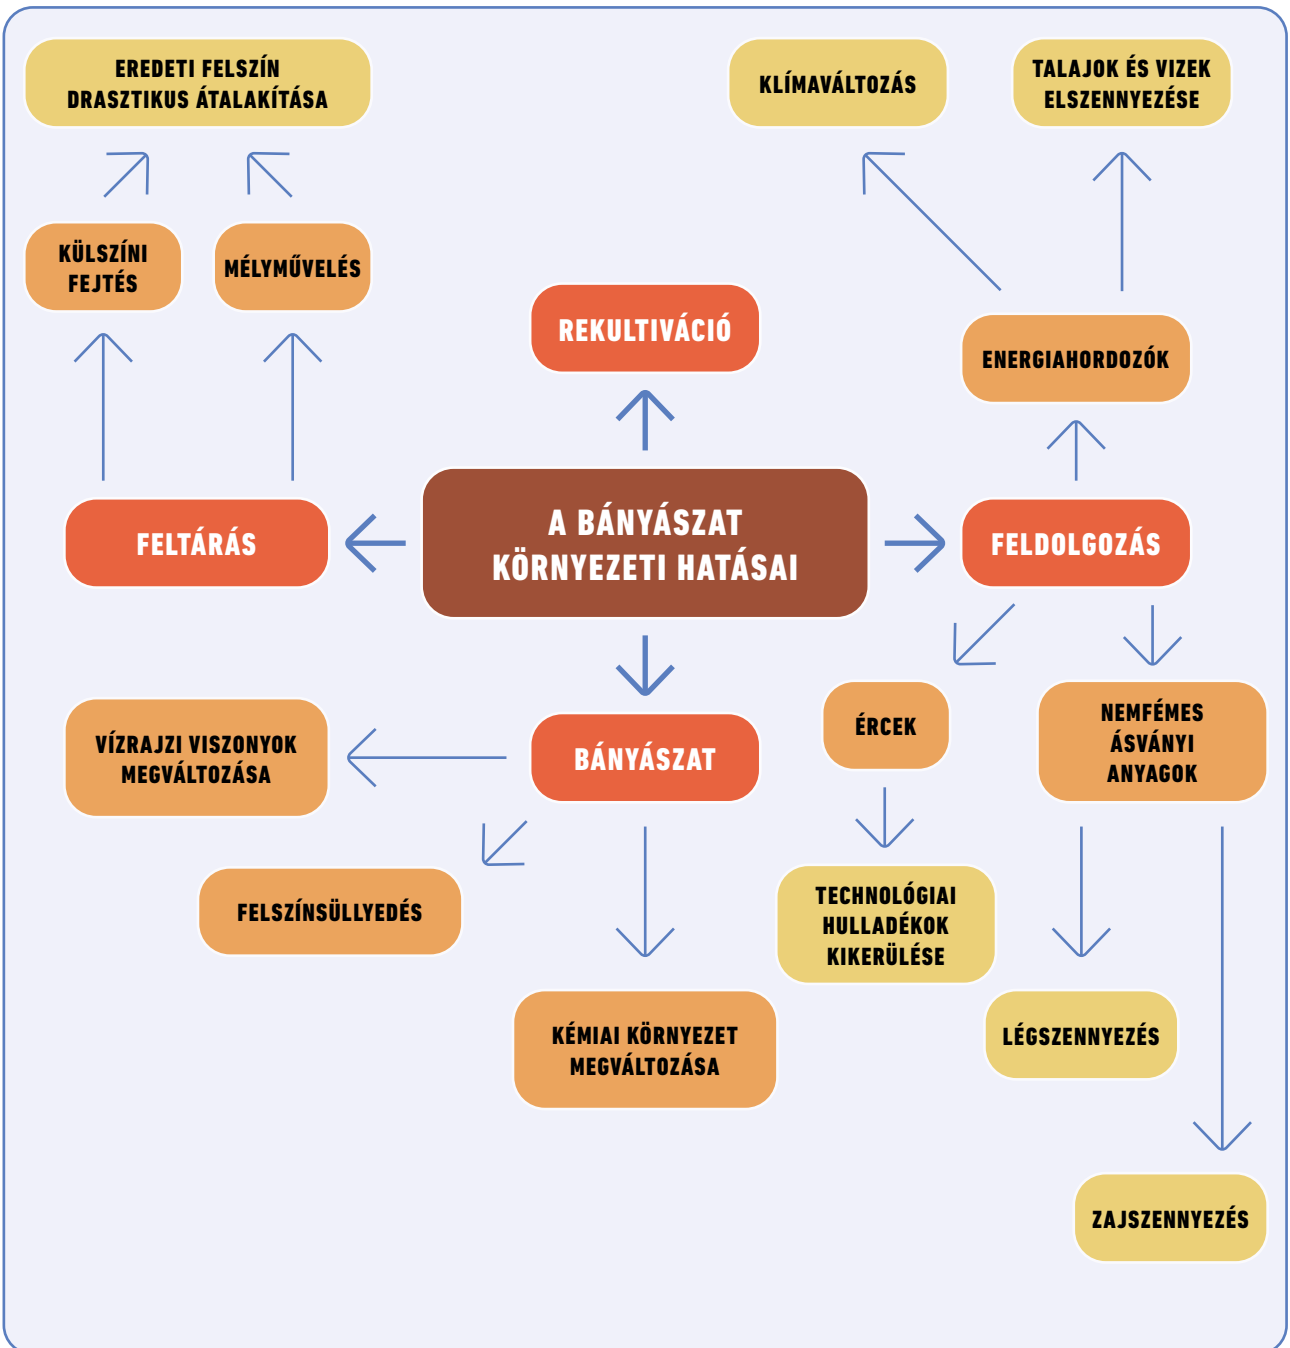 EREDETI FELSZÍN
DRASZTIKUS ÁTALAKÍTÁSA
KLÍMAVÁLTOZÁS
TALAJOK ÉS VIZEK
ELSZENNYEZÉSE
KÜLSZÍNI
FEJTÉS
MÉLYMŰVELÉS
REKULTIVÁCIÓ
ENERGIAHORDOZÓK
FELTÁRÁS
A BÁNYÁSZAT
KÖRNYEZETI HATÁSAI
FELDOLGOZÁS
VÍZRAJZI VISZONYOK
MEGVÁLTOZÁSA
BÁNYÁSZAT
ÉRCEK
NEMFÉMES
ÁSVÁNYI
ANYAGOK
FELSZÍNSÜLLYEDÉS
TECHNOLÓGIAI
HULLADÉKOK
KIKERÜLÉSE
KÉMIAI KÖRNYEZET
MEGVÁLTOZÁSA
LÉGSZENNYEZÉS
ZAJSZENNYEZÉS